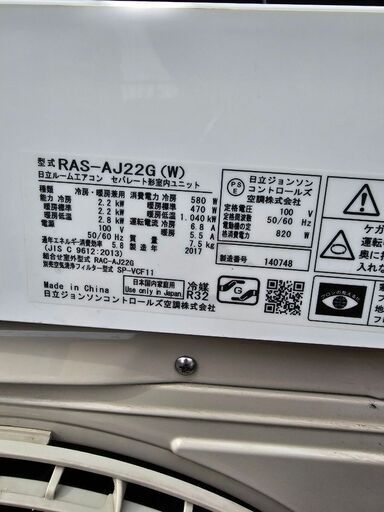 型式 RAS-AJ22G(W)
日立ルームエアコン セパレート形室内ユニット
種類 冷房・暖房兼用
能力 冷房 2.2 kW
暖房 2.2 kW
暖房低温 2.8 kW
電源 100 V
50/60 Hz
通年エネルギー消費効率 5.8
(JIS C 9612:2013)
組合せ室外型式 RAC-AJ22G
別売空気清浄フィルター型式 SP-VCF11
消費電力 冷房 580 W
暖房 470 W
暖房低温 1,040 W
運転電流 冷房 6.8 A
暖房 5.5 A
7.5 kg
2017
PSE
日立ジョンソン
コントロールズ
空調株式会社
定格電圧 100 V
定格周波数 50/60 Hz
電動機の定
格消費電力 820 W
製造番号 140748
Made in China
日立ジョンソンコントロールズ空調株式会社
日本国内家庭用
Use only in Japan
冷媒
R32
G
ケガ
運転
奥に
持に
入れ